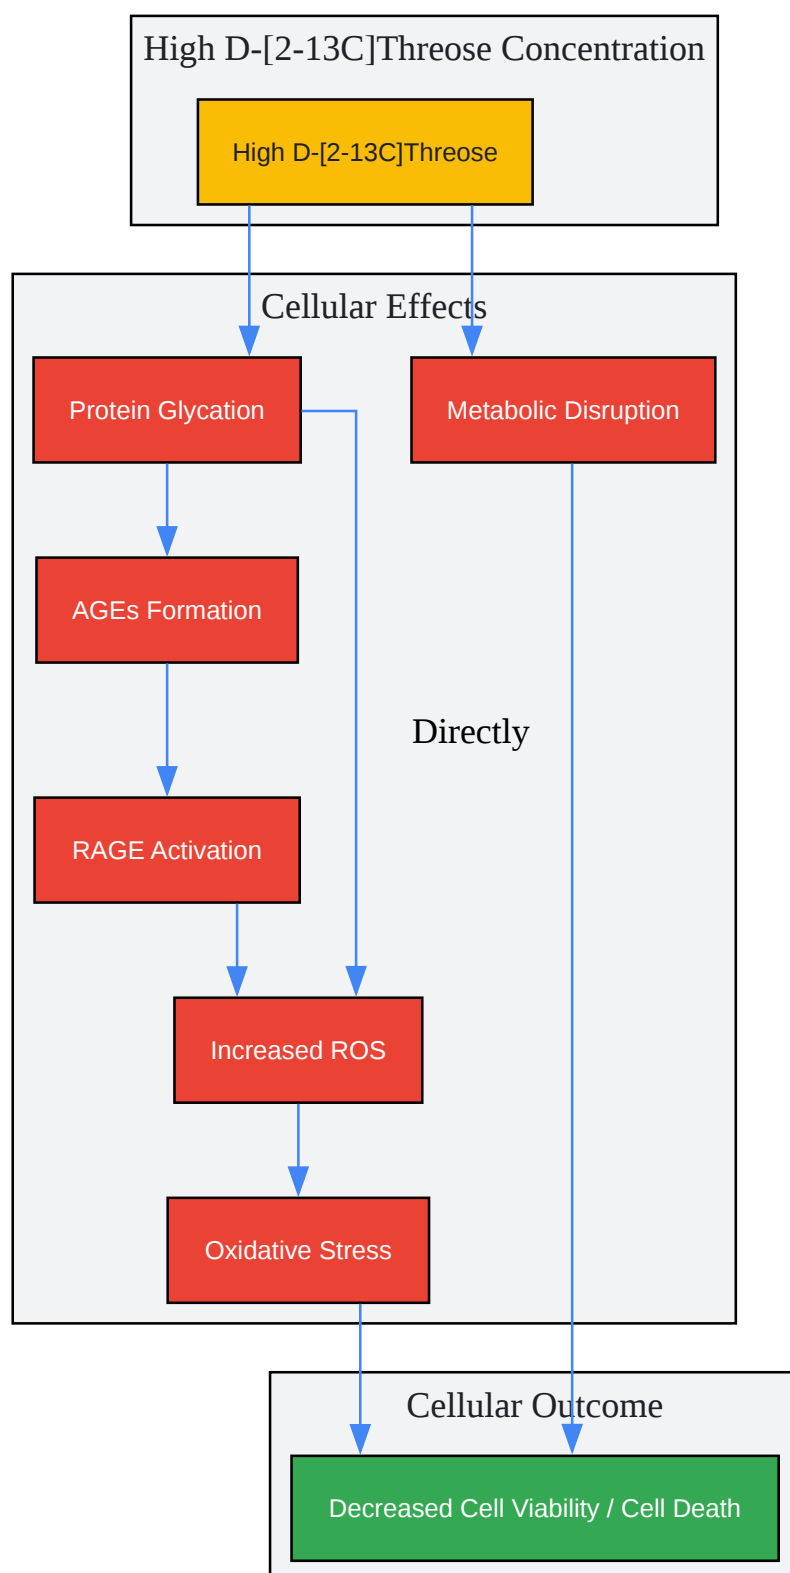 High D-[2-13C]Threose Concentration
High D-[2-13C]Threose
Cellular Effects
Protein Glycation
Metabolic Disruption
AGEs Formation
Directly
RAGE Activation
Increased ROS
Oxidative Stress
Cellular Outcome
Decreased Cell Viability / Cell Death